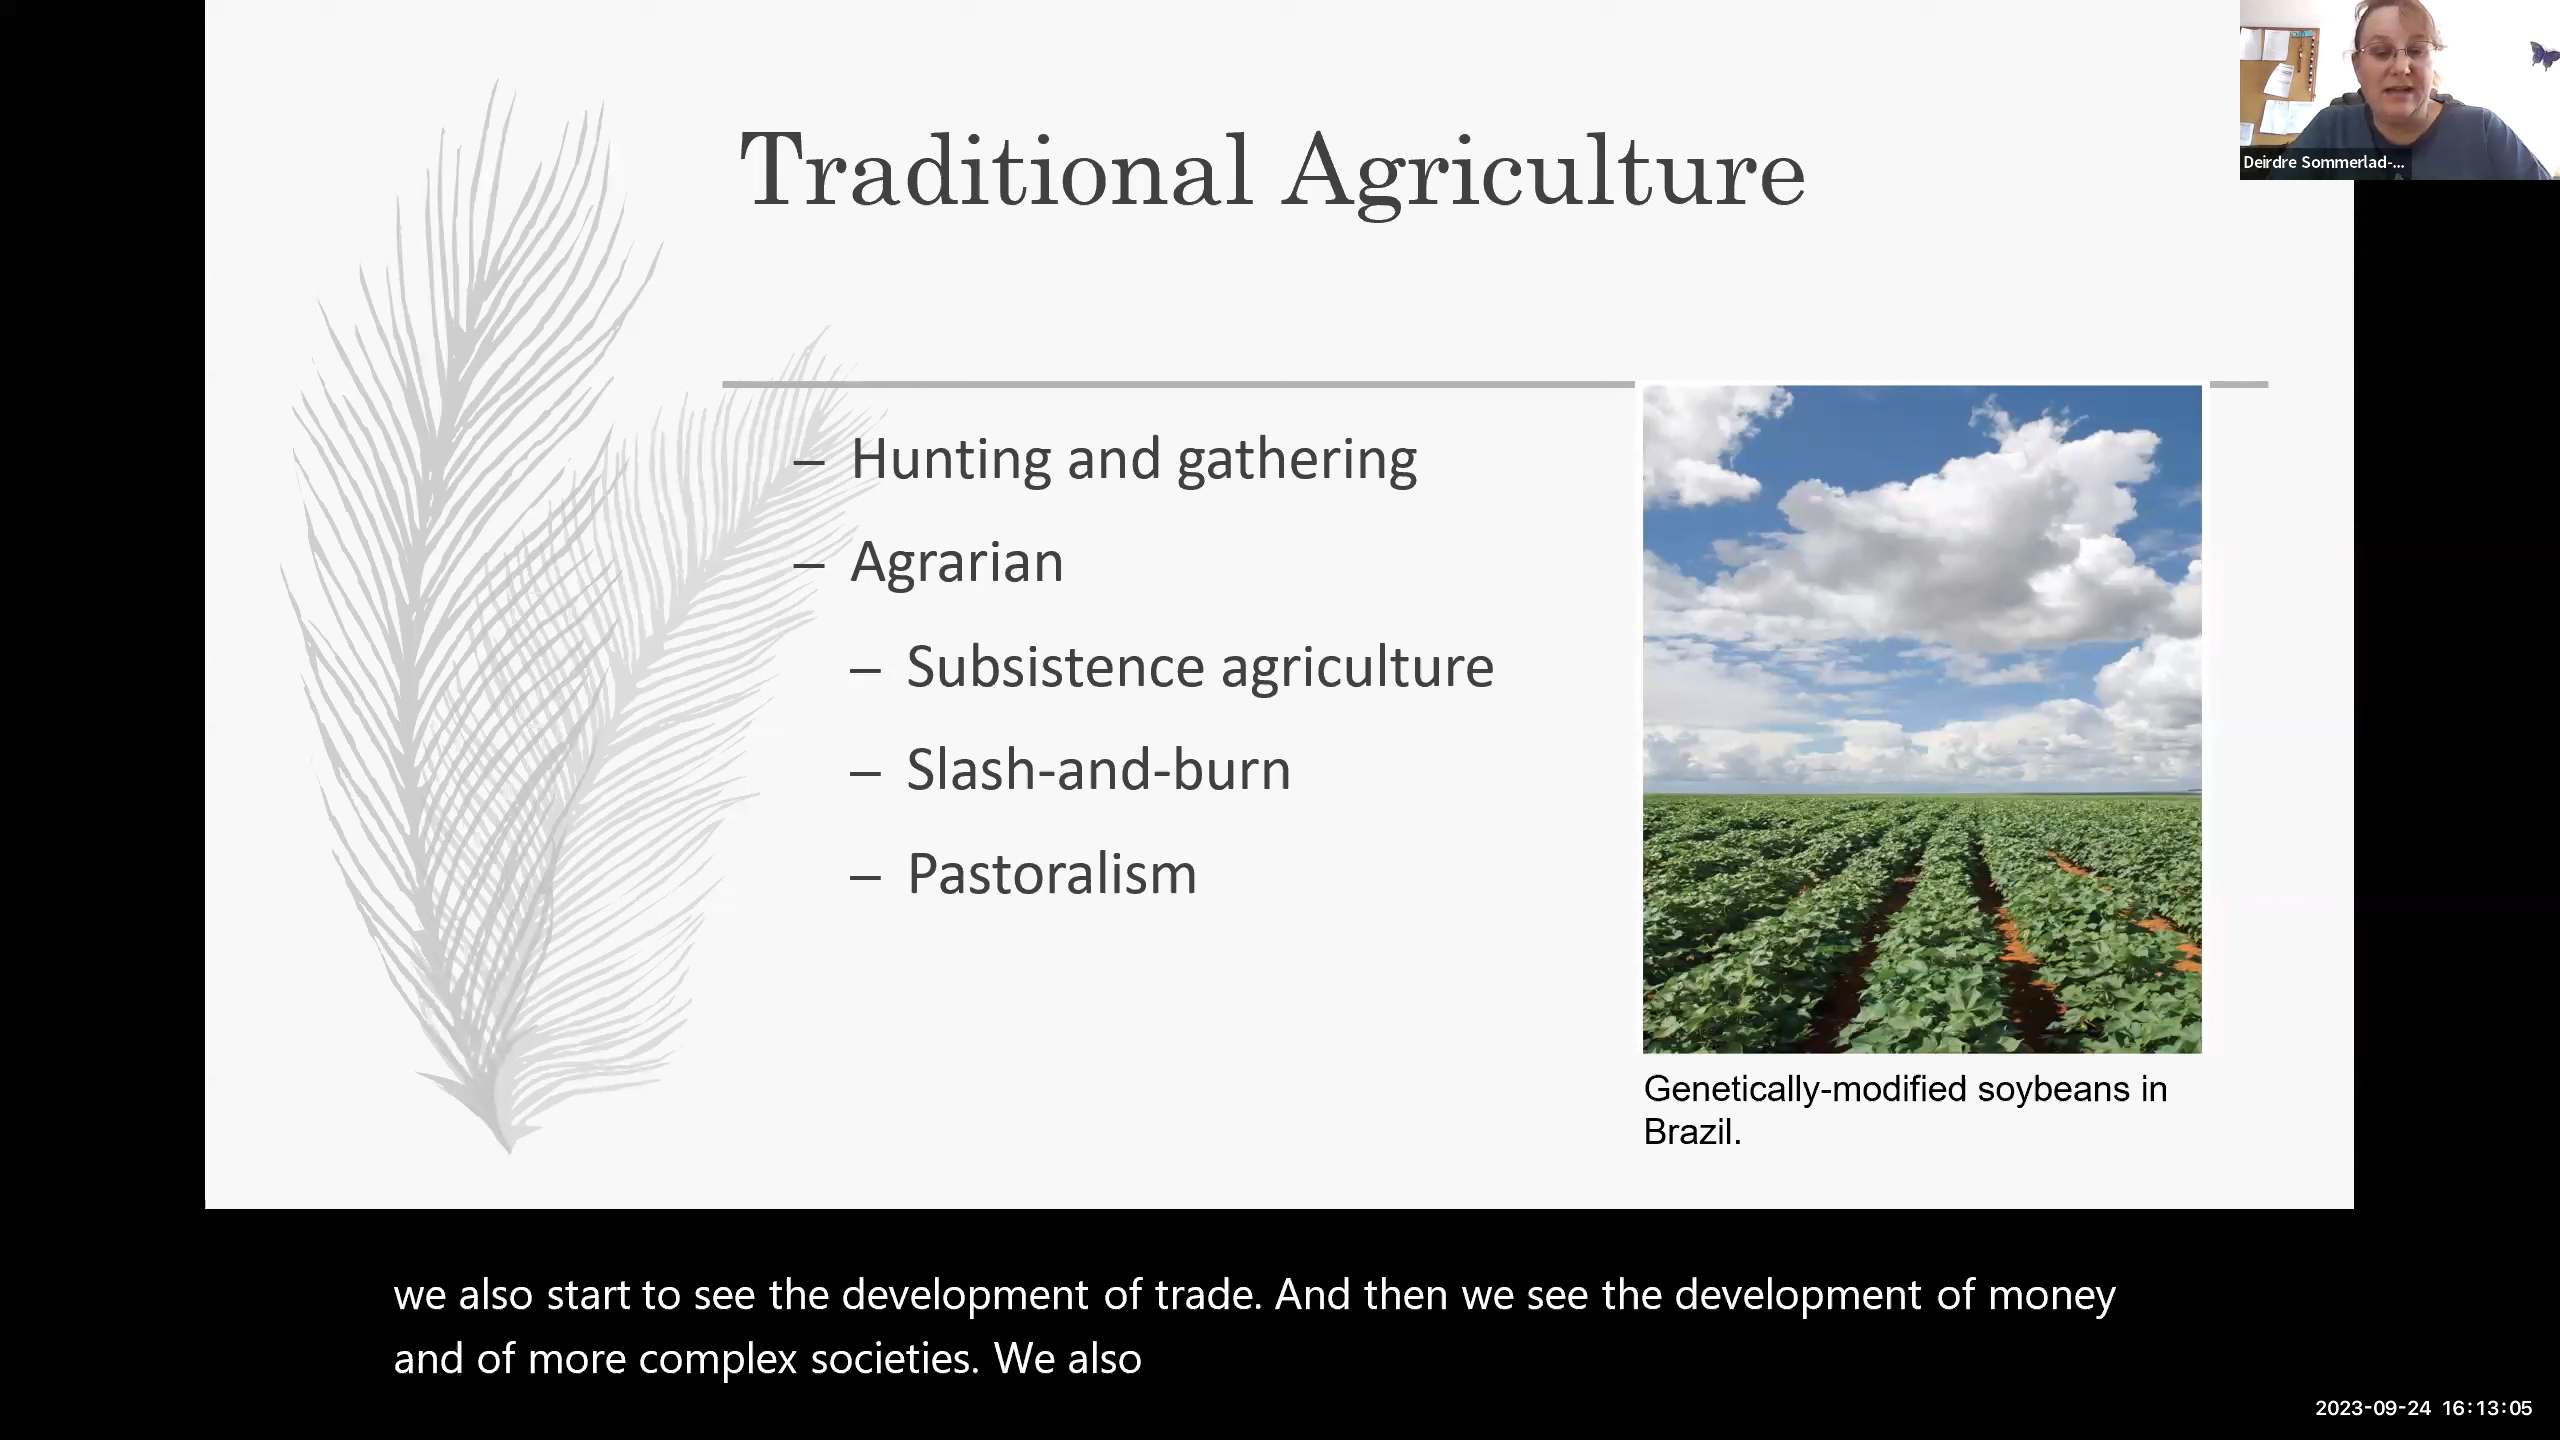 Traditional Agriculture
– Hunting and gathering
– Agrarian
– Subsistence agriculture
– Slash-and-burn
– Pastoralism
Genetically-modified soybeans in
Brazil.
Deirdre Sommerlad-...
we also start to see the development of trade. And then we see the development of money
and of more complex societies. We also
2023-09-24 16:13:05